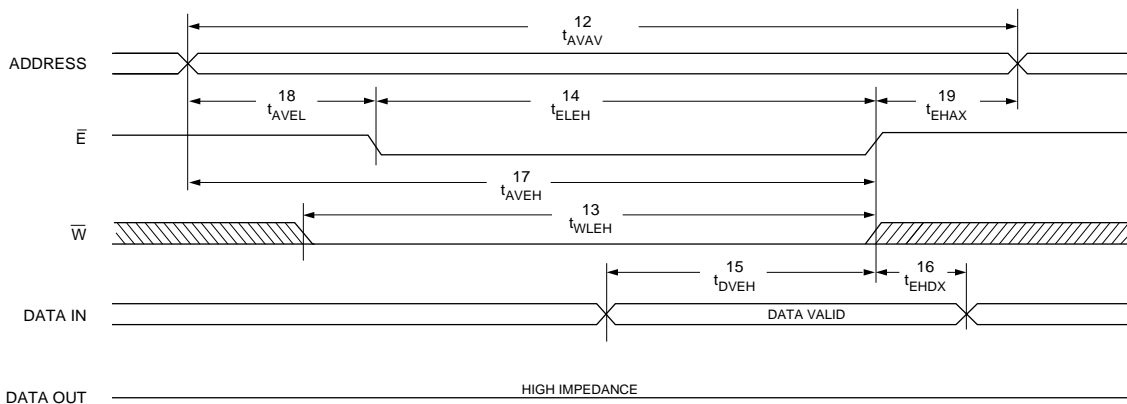 12
tAVAV
ADDRESS
18
tAVEL
14
tELEH
19
tEHAX
E̅
17
tAVEH
13
tWLEH
W̅
15
tDVEH
16
tEHDX
DATA IN
DATA VALID
DATA OUT
HIGH IMPEDANCE